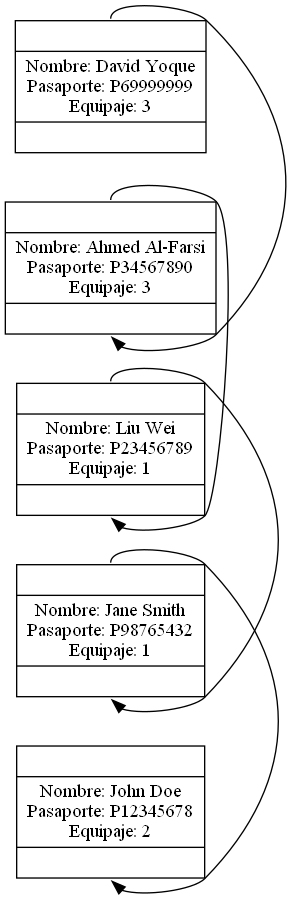 Nombre: David Yoque
Pasaporte: P69999999
Equipaje: 3
Nombre: Ahmed Al-Farsi
Pasaporte: P34567890
Equipaje: 3
Nombre: Liu Wei
Pasaporte: P23456789
Equipaje: 1
Nombre: Jane Smith
Pasaporte: P98765432
Equipaje: 1
Nombre: John Doe
Pasaporte: P12345678
Equipaje: 2